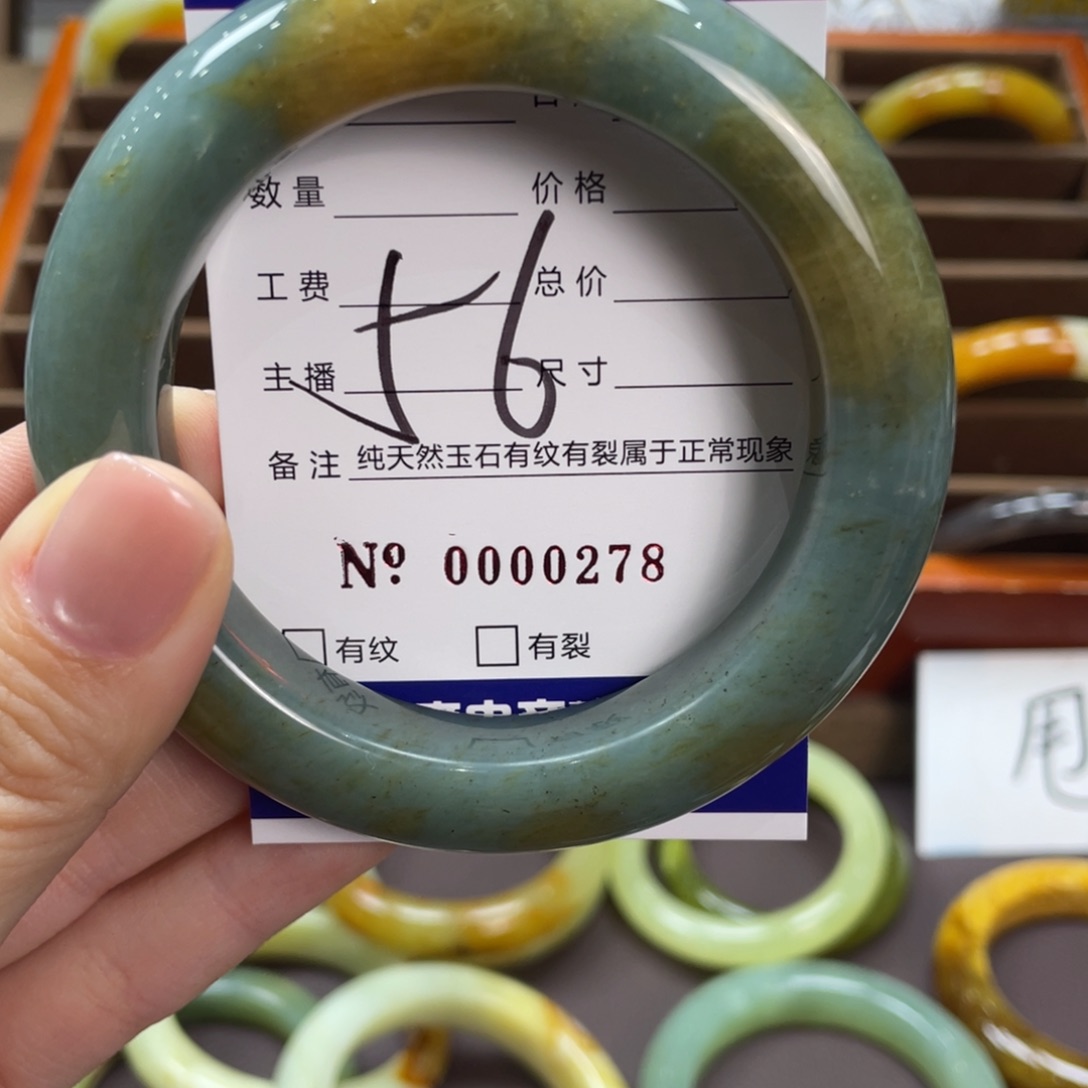 数量 价格
工费 总价
主播 尺寸
备注 纯天然玉石有纹有裂属于正常现象
№ 0000278
有纹 有裂
甩